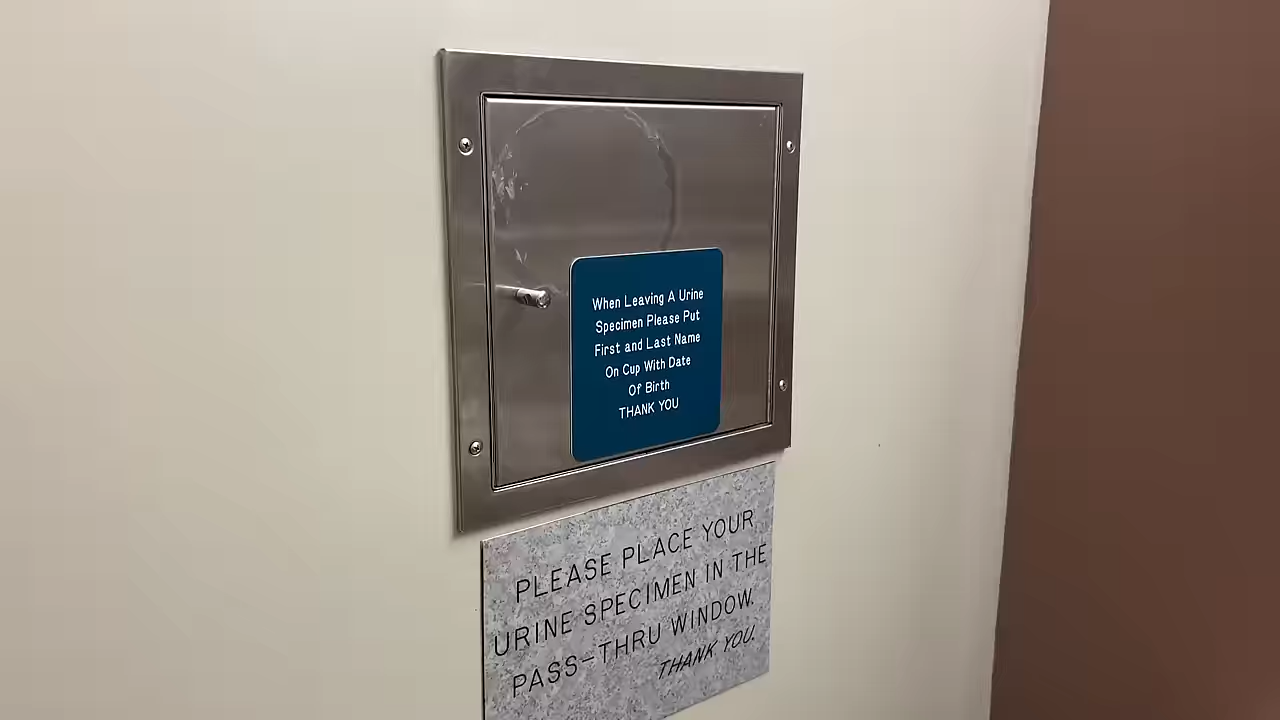 When Leaving A Urine
Specimen Please Put
First and Last Name
On Cup With Date
Of Birth
THANK YOU
PLEASE PLACE YOUR
URINE SPECIMEN IN THE
PASS-THRU WINDOW.
THANK YOU.